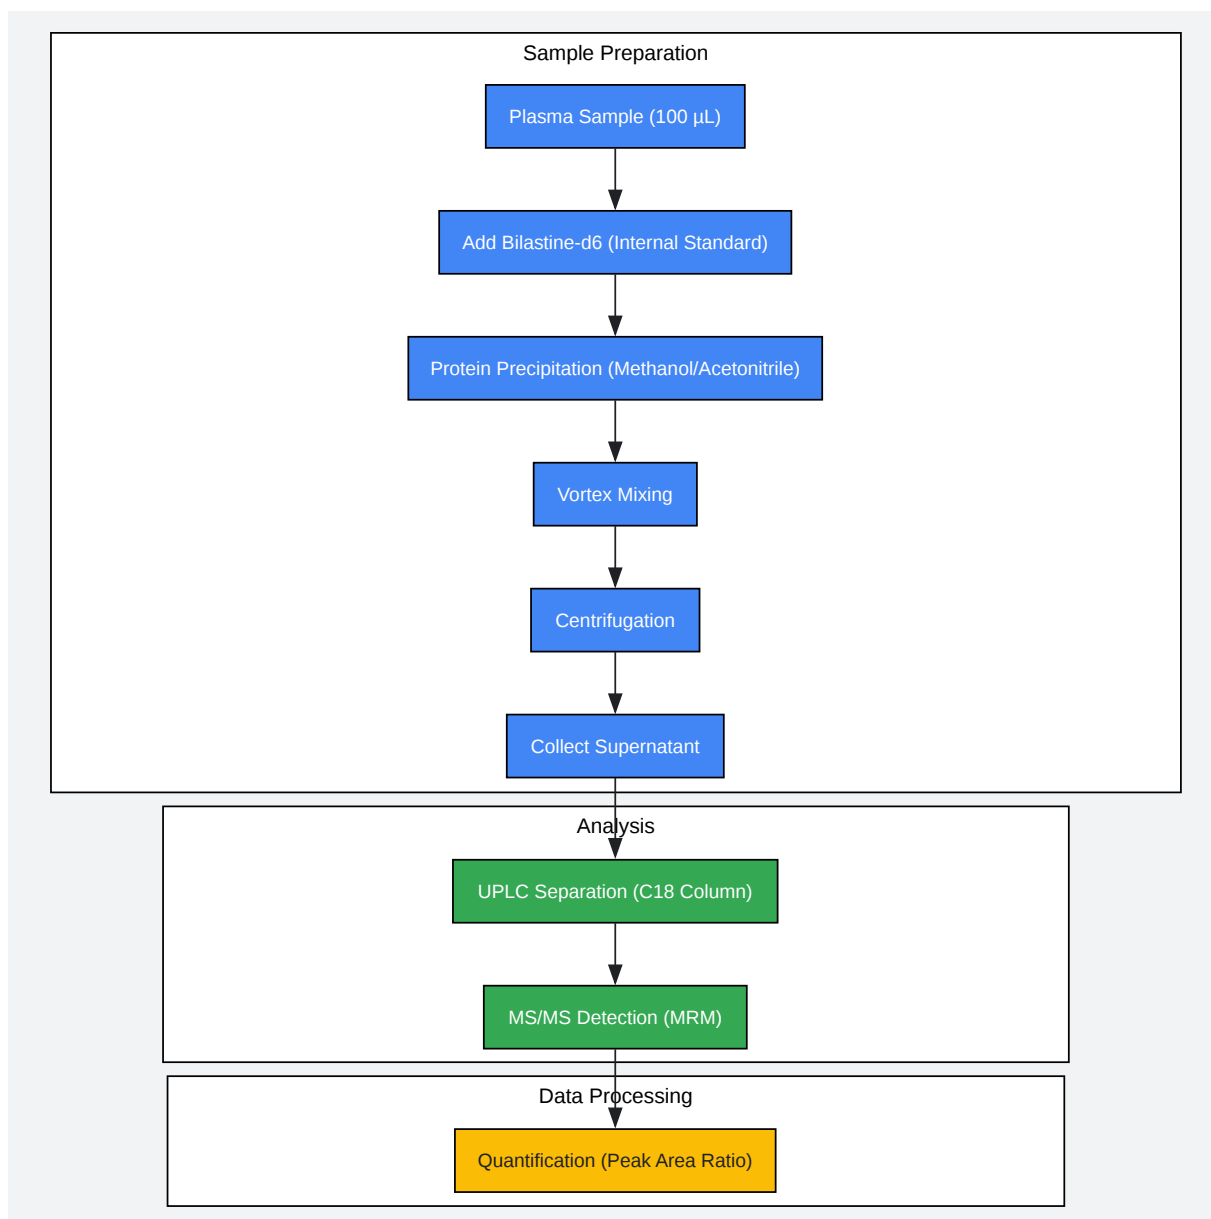 Sample Preparation
Plasma Sample (100 µL)
Add Bilastine-d6 (Internal Standard)
Protein Precipitation (Methanol/Acetonitrile)
Vortex Mixing
Centrifugation
Collect Supernatant
Analysis
UPLC Separation (C18 Column)
MS/MS Detection (MRM)
Data Processing
Quantification (Peak Area Ratio)